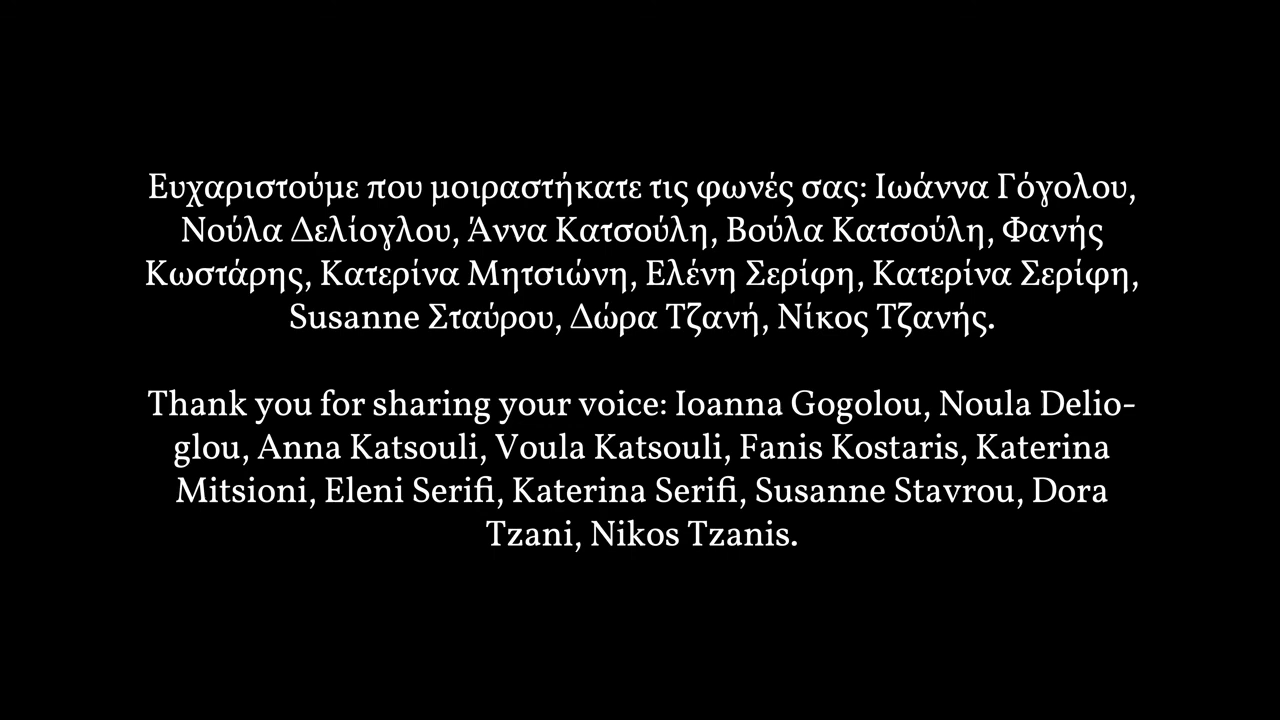 Ευχαριστούμε που μοιραστήκατε τις φωνές σας: Ιωάννα Γόγολου,
Νούλα Δελίογλου, Άννα Κατσούλη, Βούλα Κατσούλη, Φανής
Κωστάρης, Κατερίνα Μητσιώνη, Ελένη Σερίφη, Κατερίνα Σερίφη,
Susanne Σταύρου, Δώρα Τζανή, Νίκος Τζανής.
Thank you for sharing your voice: Ioanna Gogolou, Noula Delio-
glou, Anna Katsouli, Voula Katsouli, Fanis Kostaris, Katerina
Mitsioni, Eleni Serifi, Katerina Serifi, Susanne Stavrou, Dora
Tzani, Nikos Tzanis.